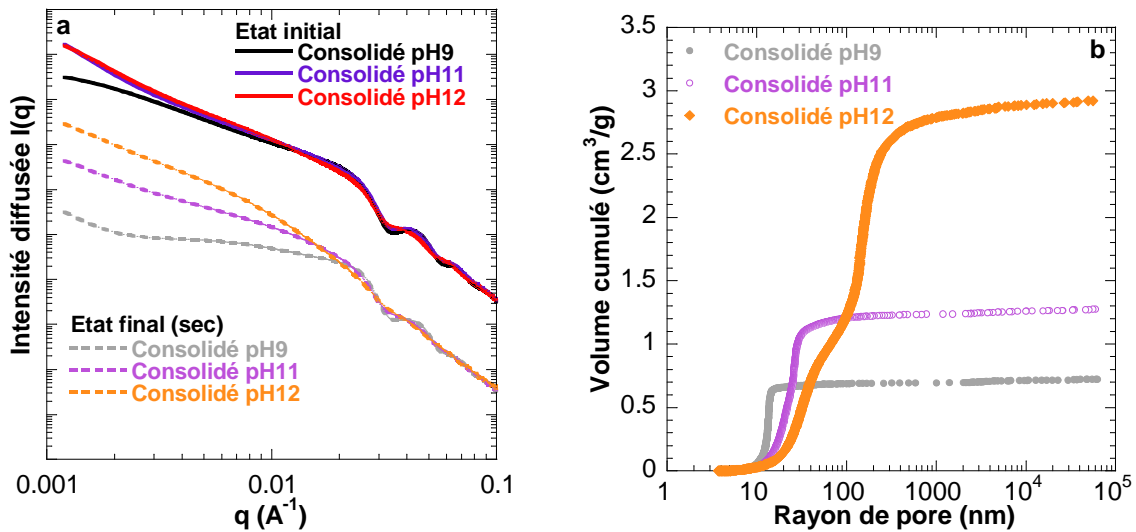 a
Etat initial
Consolidé pH9
Consolidé pH11
Consolidé pH12
Intensité diffusée I(q)
Etat final (sec)
Consolidé pH9
Consolidé pH11
Consolidé pH12
0.001
0.01
0.1
q (A⁻¹)
b
Consolidé pH9
Consolidé pH11
Consolidé pH12
Volume cumulé (cm³/g)
3.5
3
2.5
2
1.5
1
0.5
0
1
10
100
1000
10⁴
10⁵
Rayon de pore (nm)